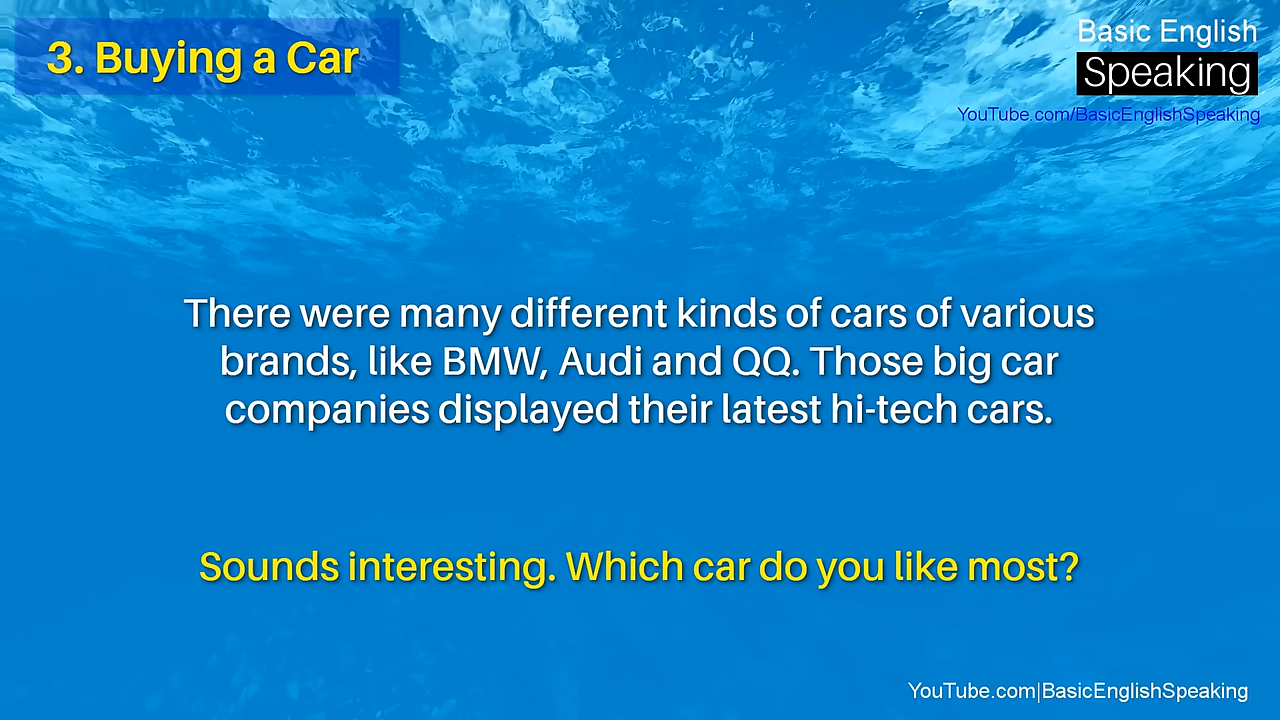 3. Buying a Car
Basic English
Speaking
YouTube.com/BasicEnglishSpeaking
There were many different kinds of cars of various
brands, like BMW, Audi and QQ. Those big car
companies displayed their latest hi-tech cars.
Sounds interesting. Which car do you like most?
YouTube.com|BasicEnglishSpeaking